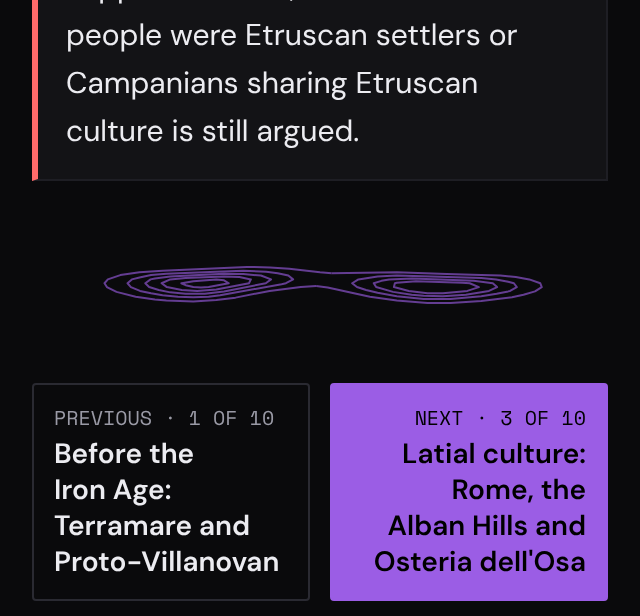 people were Etruscan settlers or
Campanians sharing Etruscan
culture is still argued.
PREVIOUS · 1 OF 10
Before the
Iron Age:
Terramare and
Proto-Villanovan
NEXT · 3 OF 10
Latial culture:
Rome, the
Alban Hills and
Osteria dell'Osa